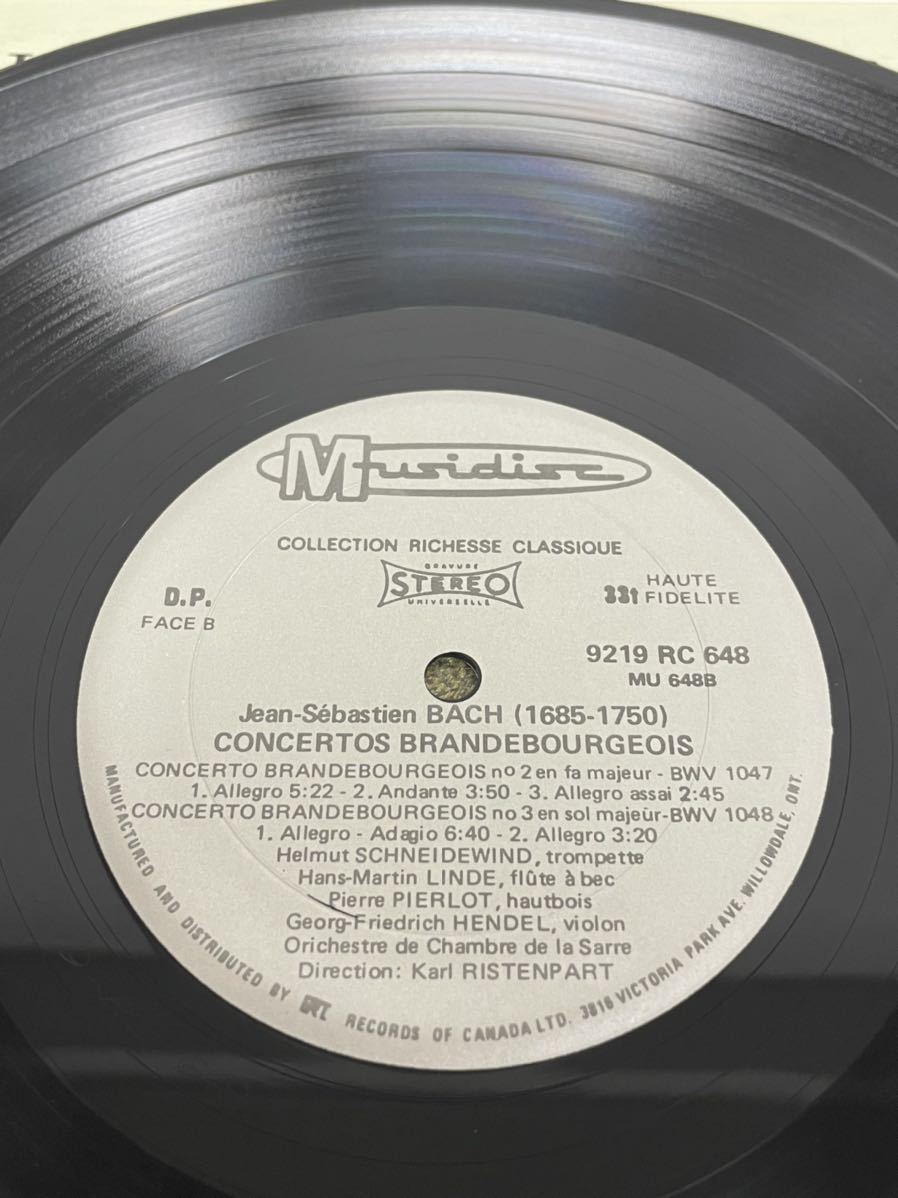 Musidisc
COLLECTION RICHESSE CLASSIQUE
GRAVURE
STEREO
UNIVERSELLE
D.P.
FACE B
33t HAUTE FIDELITE
9219 RC 648
MU 648B
Jean-Sébastien BACH (1685-1750)
CONCERTOS BRANDEBOURGEOIS
CONCERTO BRANDEBOURGEOIS no 2 en fa majeur - BWV 1047
1. Allegro 5:22 - 2. Andante 3:50 - 3. Allegro assai 2:45
CONCERTO BRANDEBOURGEOIS no 3 en sol majeur-BWV 1048
1. Allegro - Adagio 6:40 - 2. Allegro 3:20
Helmut SCHNEIDEWIND, trompette
Hans-Martin LINDE, flûte à bec
Pierre PIERLOT, hautbois
Georg-Friedrich HENDEL, violon
Orichestre de Chambre de la Sarre
Direction: Karl RISTENPART
MANUFACTURED AND DISTRIBUTED BY GRT RECORDS OF CANADA LTD. 3816 VICTORIA PARK AVE. WILLOWDALE, ONT.